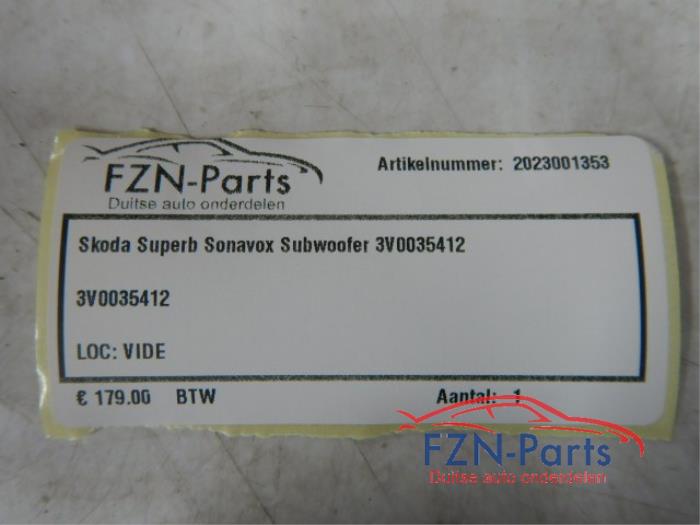 FZN-Parts
Duitse auto onderdelen
Artikelnummer: 2023001353
Skoda Superb Sonavox Subwoofer 3V0035412
3V0035412
LOC: VIDE
€ 179.00 BTW
Aantal: 1
FZN-Parts
Duitse auto onderdelen